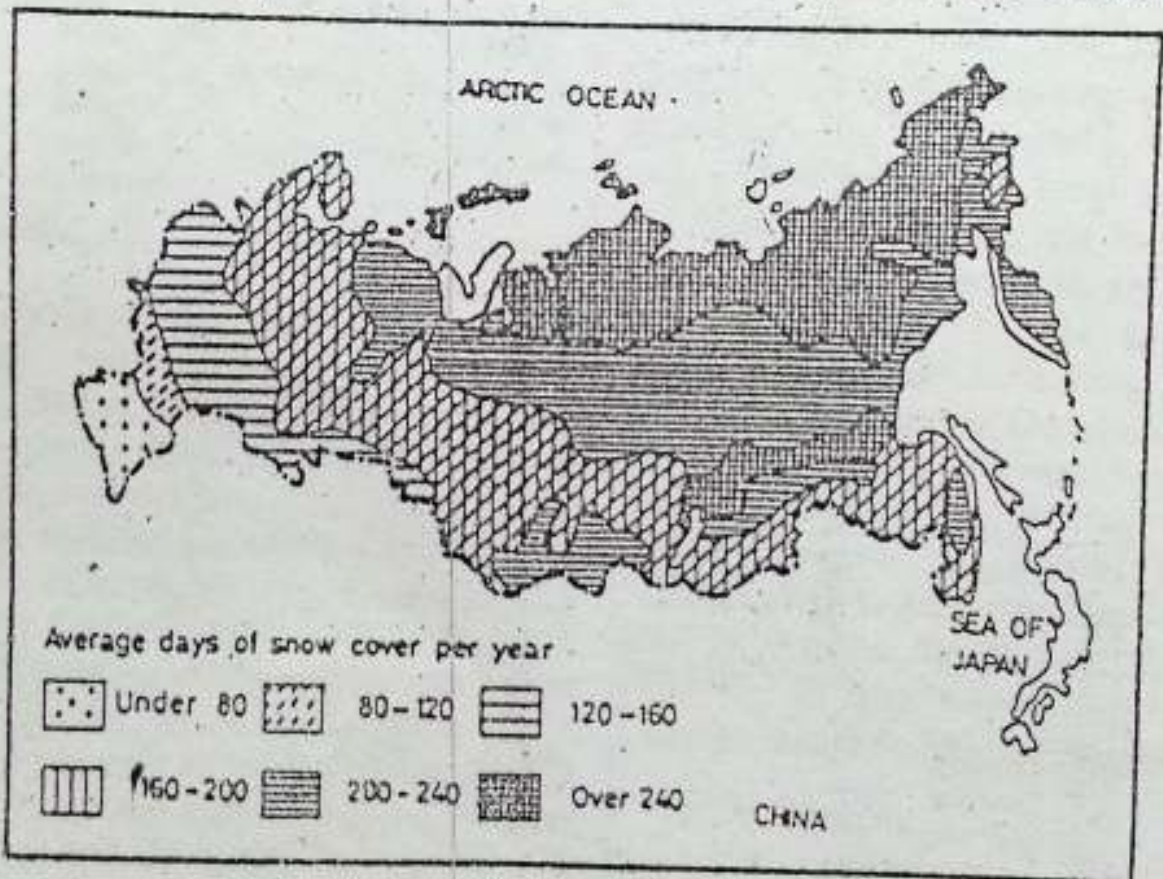 ARCTIC OCEAN
SEA OF
JAPAN
Average days of snow cover per year
Under 80 80-120 120-160
160-200 200-240 Over 240
CHINA